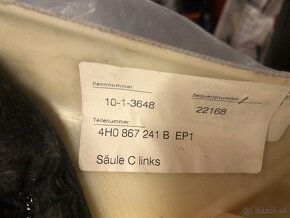 Kennnummer:
10-1-3648
Sequenznummer:
22168
Teilenummer:
4H0 867 241 B EP1
Säule C links
bazos.sk